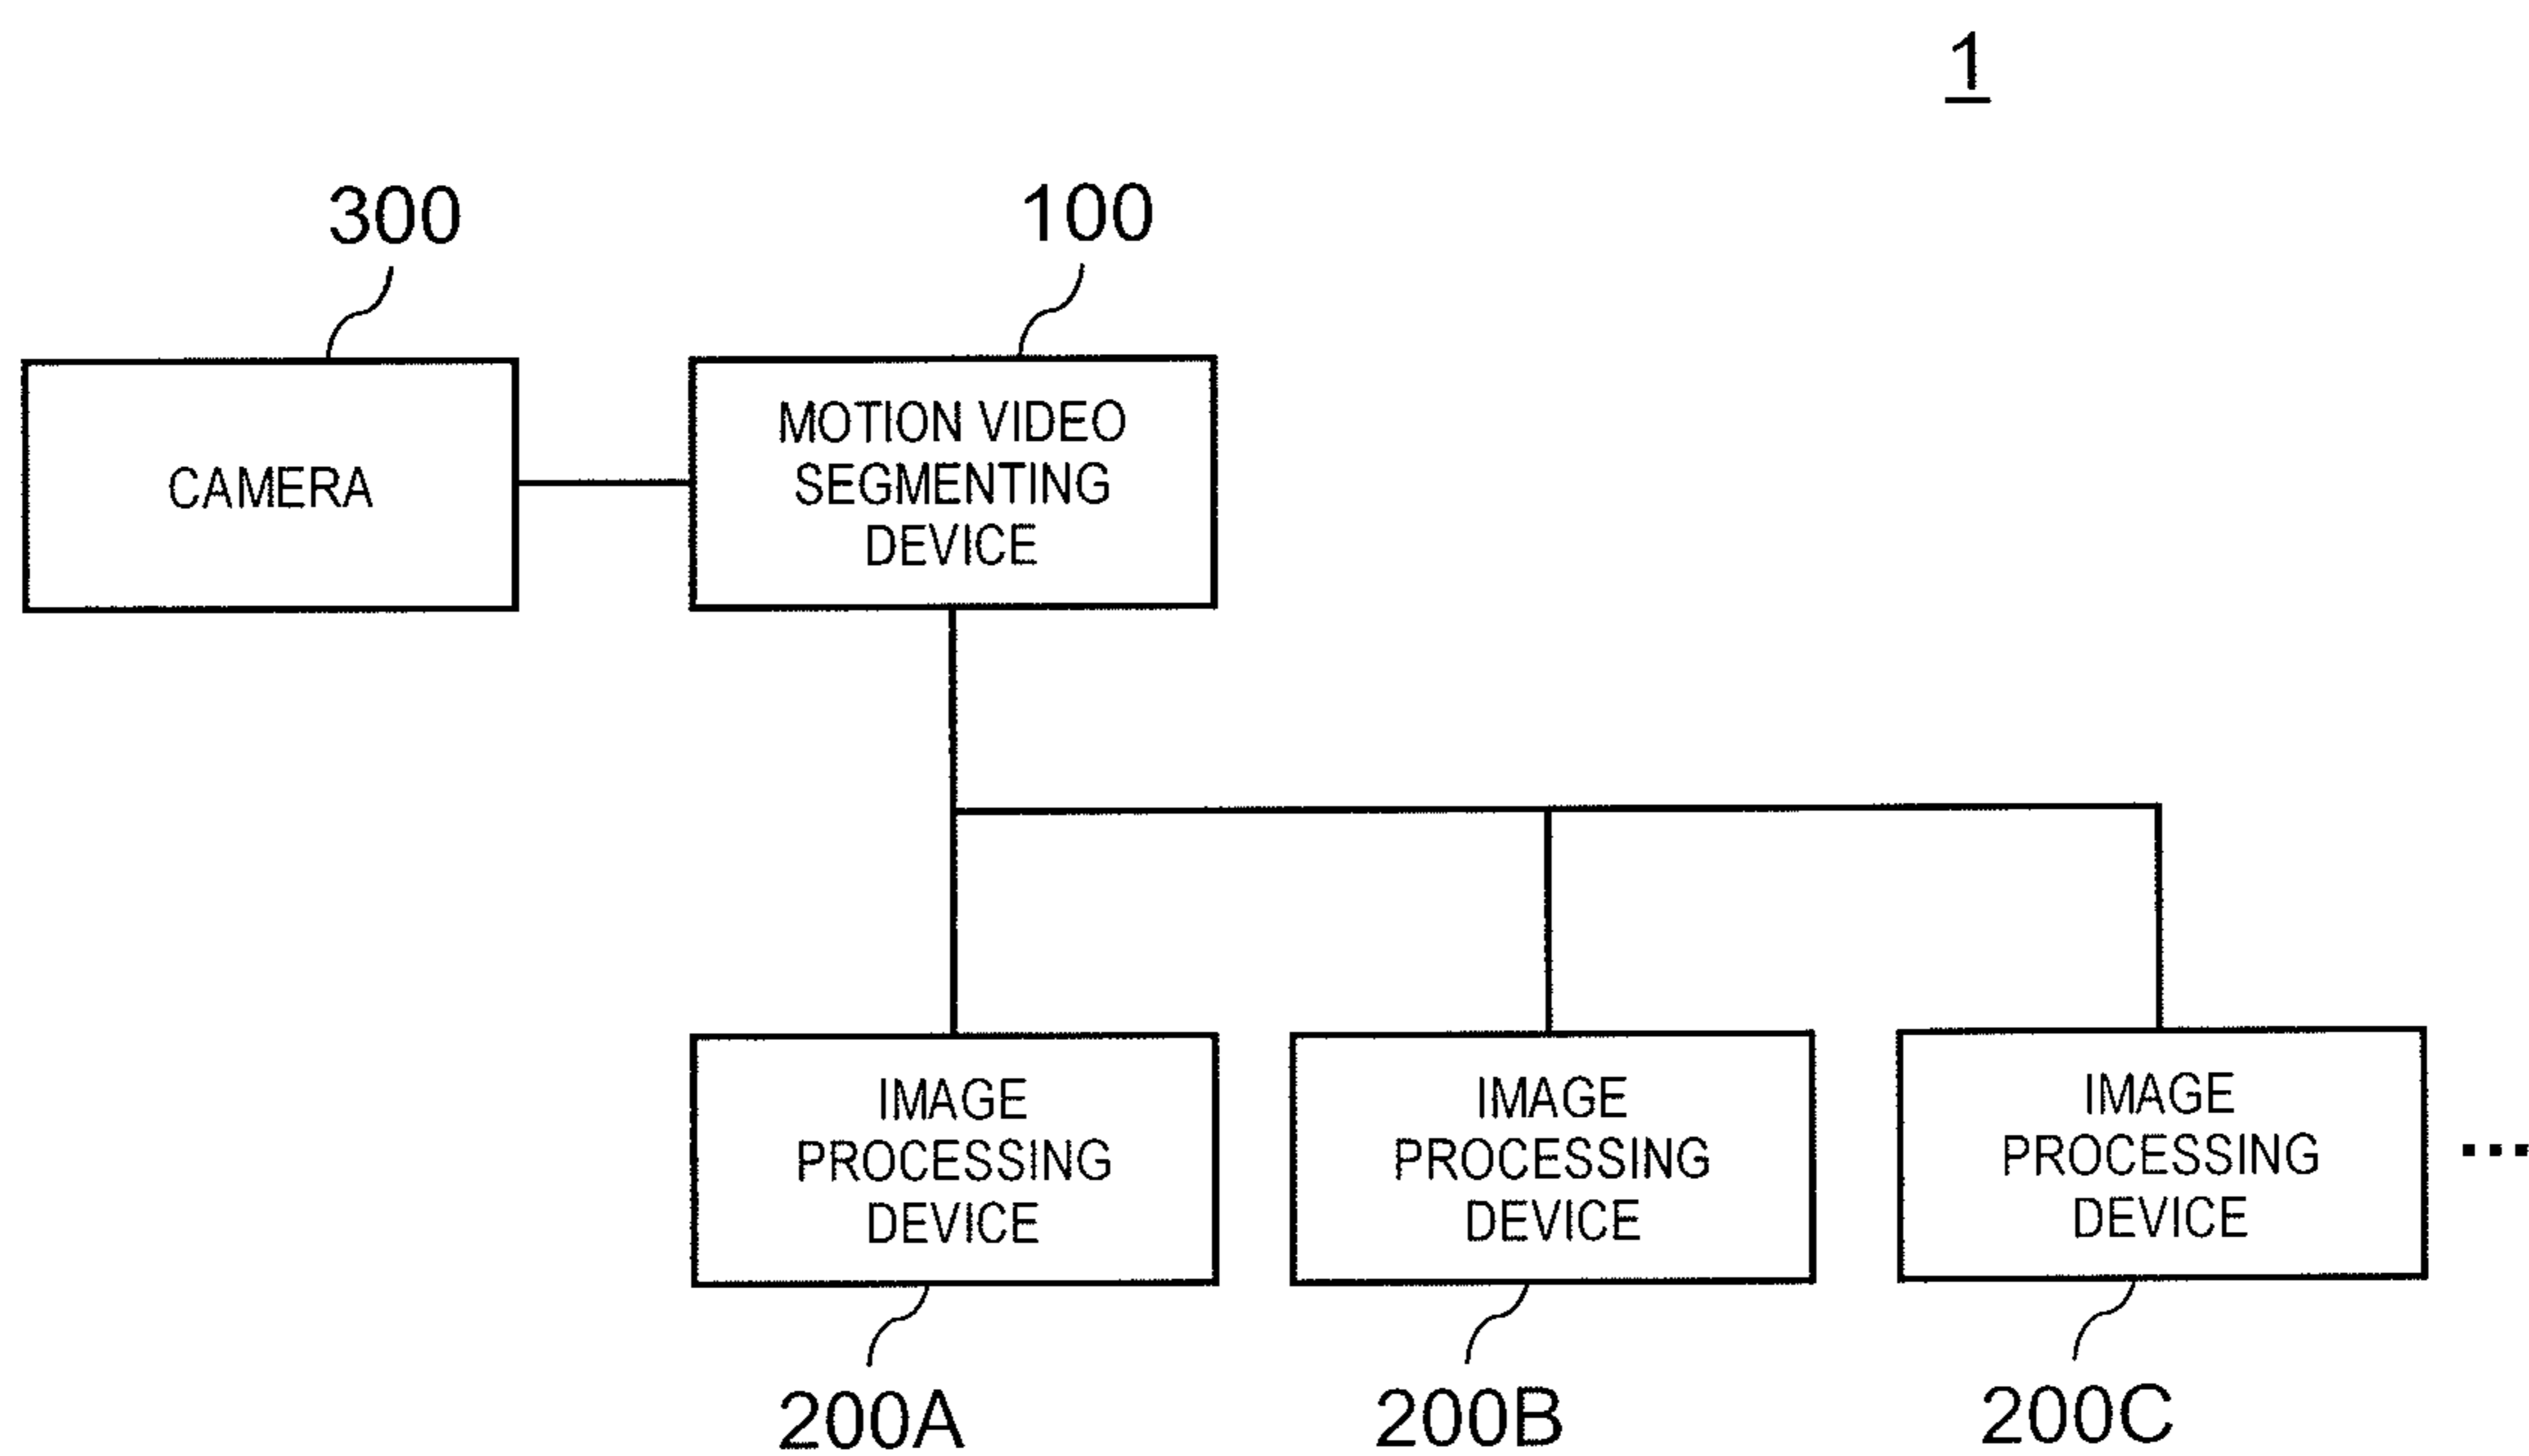 1
300
100
CAMERA
MOTION VIDEO
SEGMENTING
DEVICE
IMAGE
PROCESSING
DEVICE
IMAGE
PROCESSING
DEVICE
IMAGE
PROCESSING
DEVICE
...
200A
200B
200C